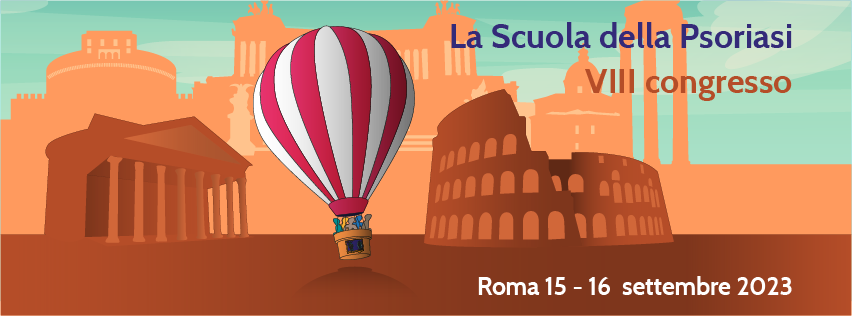 La Scuola della Psoriasi
VIII congresso
Roma 15 - 16 settembre 2023